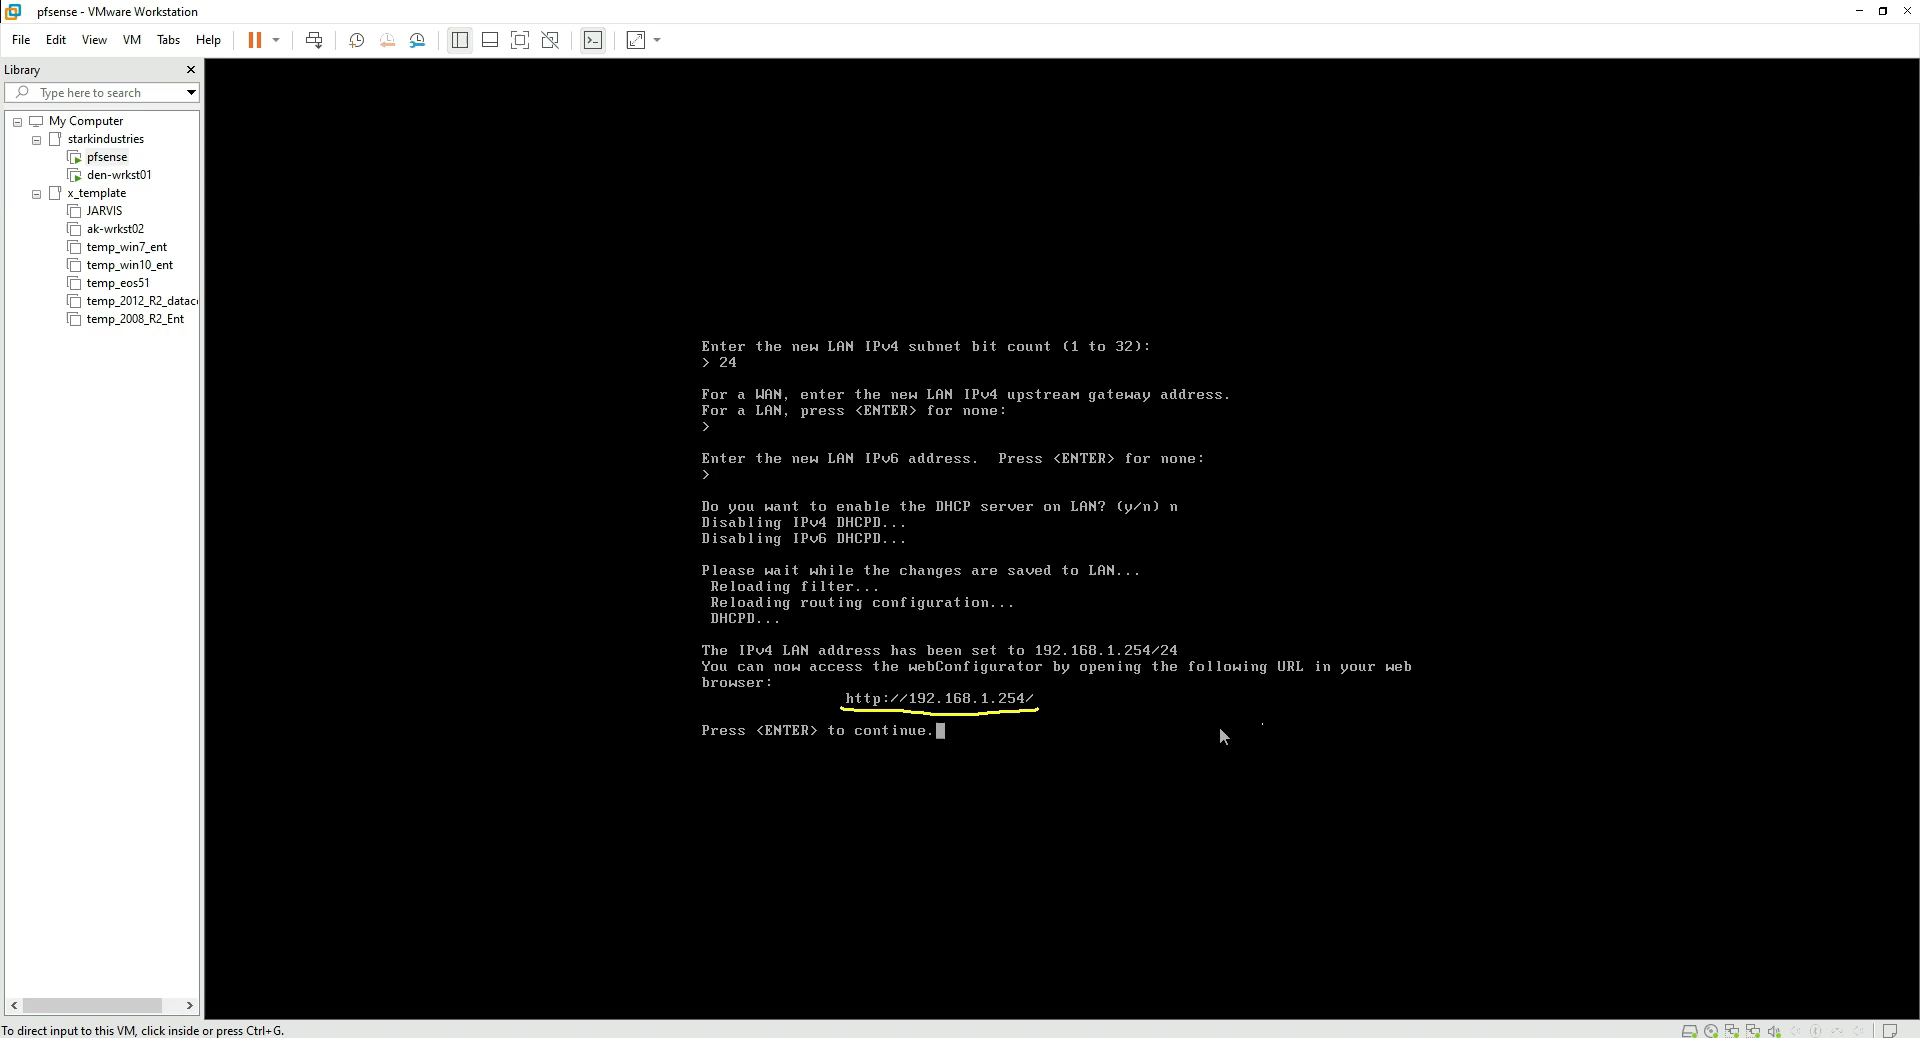 pfsense - VMware Workstation
File Edit View VM Tabs Help
Library
Type here to search
My Computer
starkindustries
pfsense
den-wrkst01
x_template
JARVIS
ak-wrkst02
temp_win7_ent
temp_win10_ent
temp_eos51
temp_2012_R2_datac
temp_2008_R2_Ent
Enter the new LAN IPv4 subnet bit count (1 to 32):
> 24
For a WAN, enter the new LAN IPv4 upstream gateway address.
For a LAN, press <ENTER> for none:
>
Enter the new LAN IPv6 address.  Press <ENTER> for none:
>
Do you want to enable the DHCP server on LAN? (y/n) n
Disabling IPv4 DHCPD...
Disabling IPv6 DHCPD...
Please wait while the changes are saved to LAN...
Reloading filter...
Reloading routing configuration...
DHCPD...
The IPv4 LAN address has been set to 192.168.1.254/24
You can now access the webConfigurator by opening the following URL in your web
browser:
http://192.168.1.254/
Press <ENTER> to continue.
To direct input to this VM, click inside or press Ctrl+G.